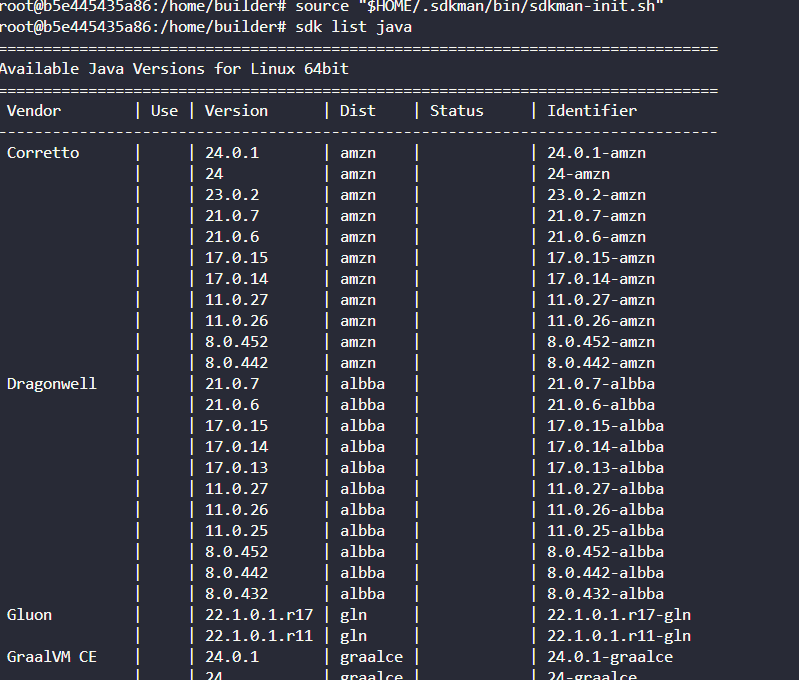 root@b5e445435a86:/home/builder# source "$HOME/.sdkman/bin/sdkman-init.sh"
root@b5e445435a86:/home/builder# sdk list java
================================================================================
Available Java Versions for Linux 64bit
================================================================================
 Vendor        | Use | Version      | Dist    | Status     | Identifier
--------------------------------------------------------------------------------
 Corretto      |     | 24.0.1       | amzn    |            | 24.0.1-amzn
               |     | 24           | amzn    |            | 24-amzn
               |     | 23.0.2       | amzn    |            | 23.0.2-amzn
               |     | 21.0.7       | amzn    |            | 21.0.7-amzn
               |     | 21.0.6       | amzn    |            | 21.0.6-amzn
               |     | 17.0.15      | amzn    |            | 17.0.15-amzn
               |     | 17.0.14      | amzn    |            | 17.0.14-amzn
               |     | 11.0.27      | amzn    |            | 11.0.27-amzn
               |     | 11.0.26      | amzn    |            | 11.0.26-amzn
               |     | 8.0.452      | amzn    |            | 8.0.452-amzn
               |     | 8.0.442      | amzn    |            | 8.0.442-amzn
 Dragonwell    |     | 21.0.7       | albba   |            | 21.0.7-albba
               |     | 21.0.6       | albba   |            | 21.0.6-albba
               |     | 17.0.15      | albba   |            | 17.0.15-albba
               |     | 17.0.14      | albba   |            | 17.0.14-albba
               |     | 17.0.13      | albba   |            | 17.0.13-albba
               |     | 11.0.27      | albba   |            | 11.0.27-albba
               |     | 11.0.26      | albba   |            | 11.0.26-albba
               |     | 11.0.25      | albba   |            | 11.0.25-albba
               |     | 8.0.452      | albba   |            | 8.0.452-albba
               |     | 8.0.442      | albba   |            | 8.0.442-albba
               |     | 8.0.432      | albba   |            | 8.0.432-albba
 Gluon         |     | 22.1.0.1.r17 | gln     |            | 22.1.0.1.r17-gln
               |     | 22.1.0.1.r11 | gln     |            | 22.1.0.1.r11-gln
 GraalVM CE    |     | 24.0.1       | graalce |            | 24.0.1-graalce
               |     | 24           | graalce |            | 24-graalce